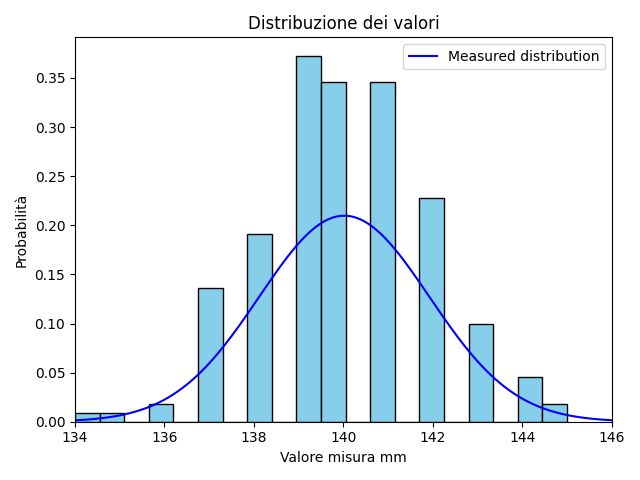 Distribuzione dei valori
Measured distribution
Probabilità
0.35
0.30
0.25
0.20
0.15
0.10
0.05
0.00
134 136 138 140 142 144 146
Valore misura mm